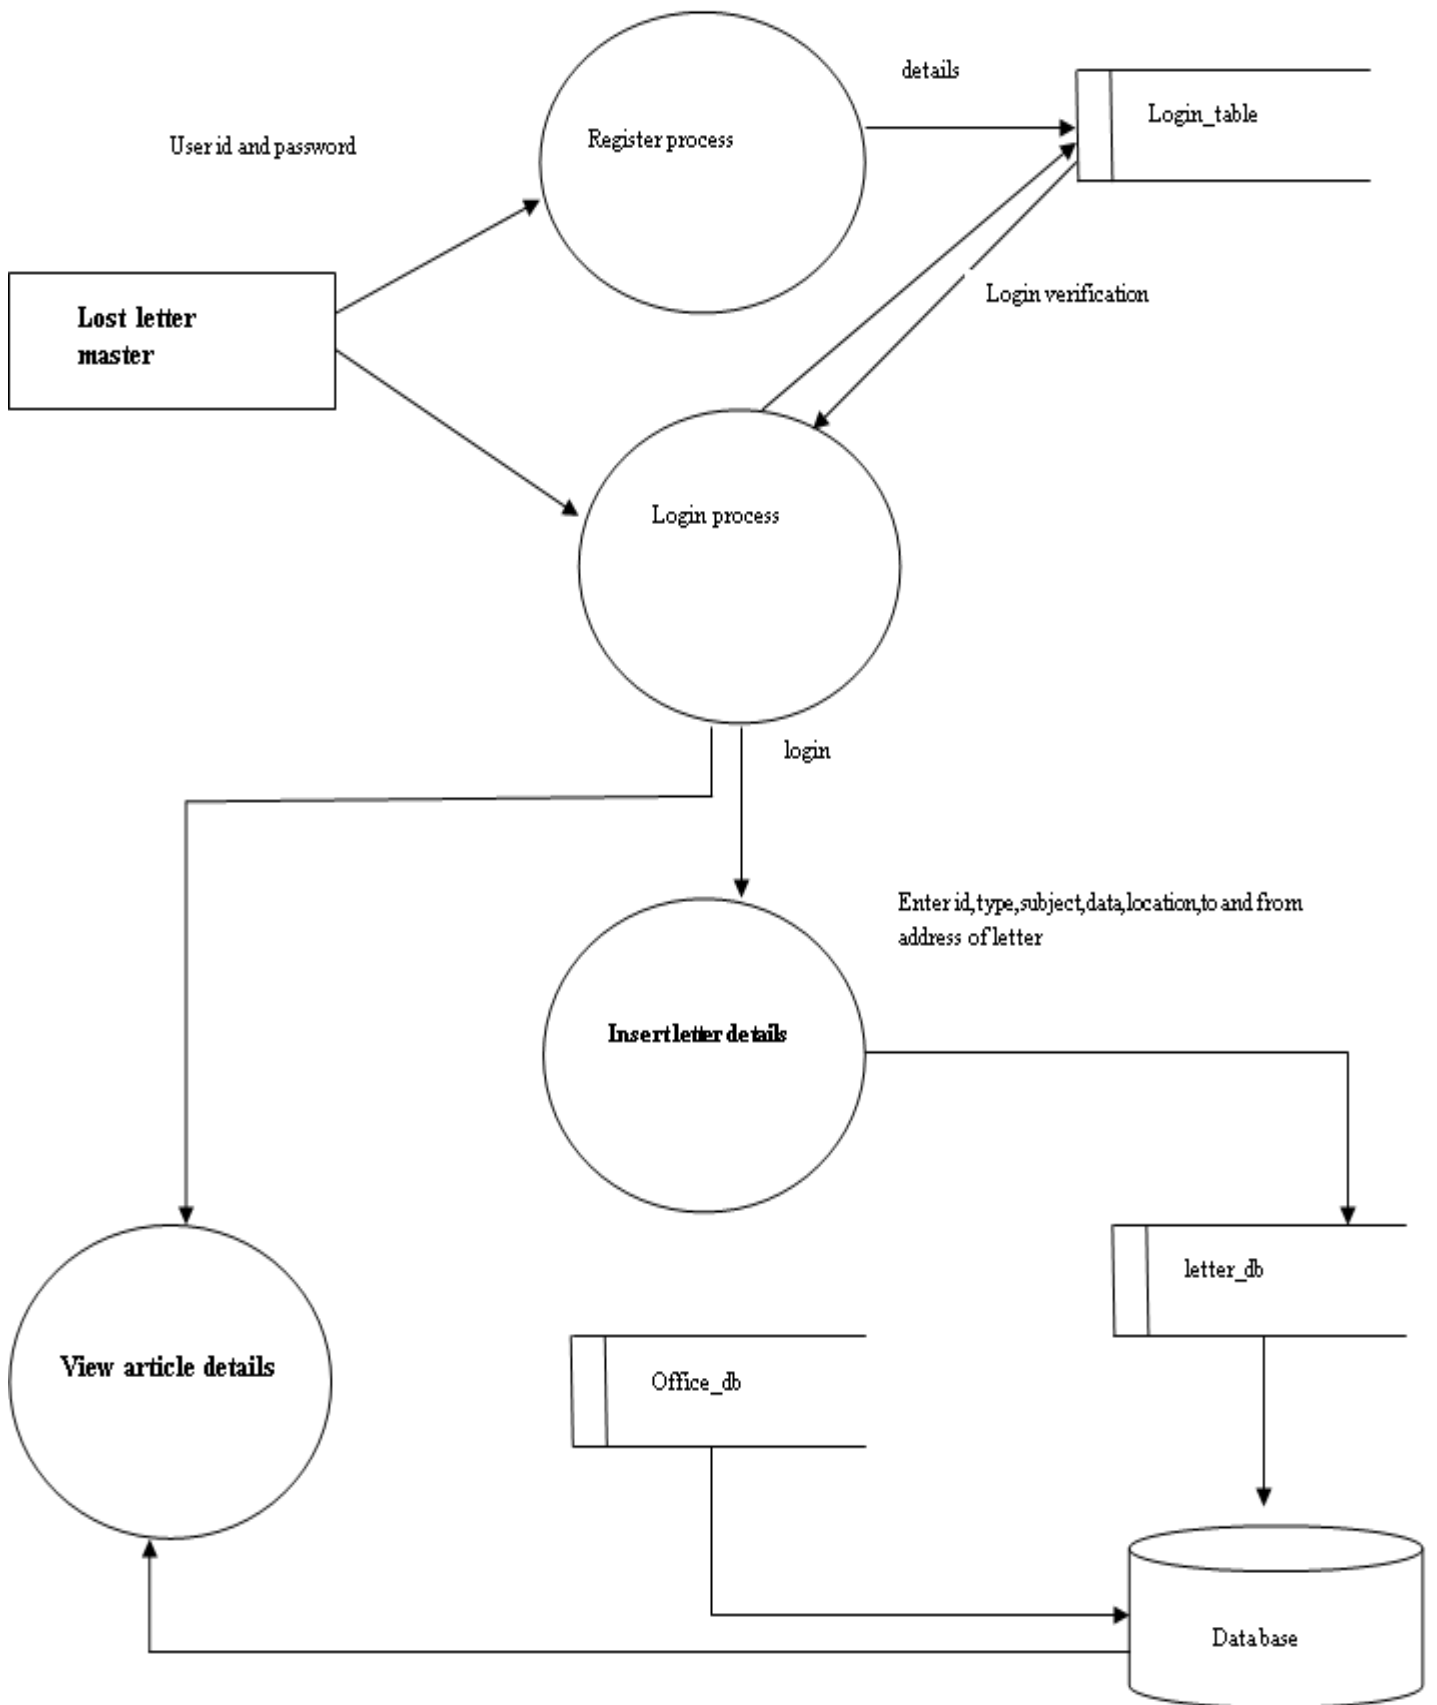 details
Login_table
Register process
User id and password
Login verification
Lost letter
master
Login process
login
Enter id,type,subject,data,location,to and from
address of letter
Insert letter details
letter_db
View article details
Office_db
Database